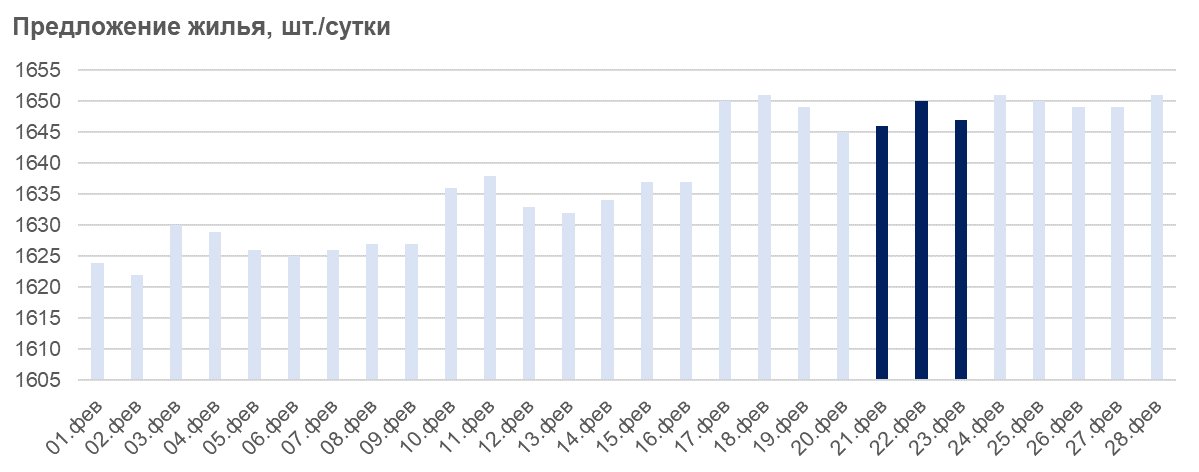 Предложение жилья, шт./сутки
1655
1650
1645
1640
1635
1630
1625
1620
1615
1610
1605
01.фев
02.фев
03.фев
04.фев
05.фев
06.фев
07.фев
08.фев
09.фев
10.фев
11.фев
12.фев
13.фев
14.фев
15.фев
16.фев
17.фев
18.фев
19.фев
20.фев
21.фев
22.фев
23.фев
24.фев
25.фев
26.фев
27.фев
28.фев